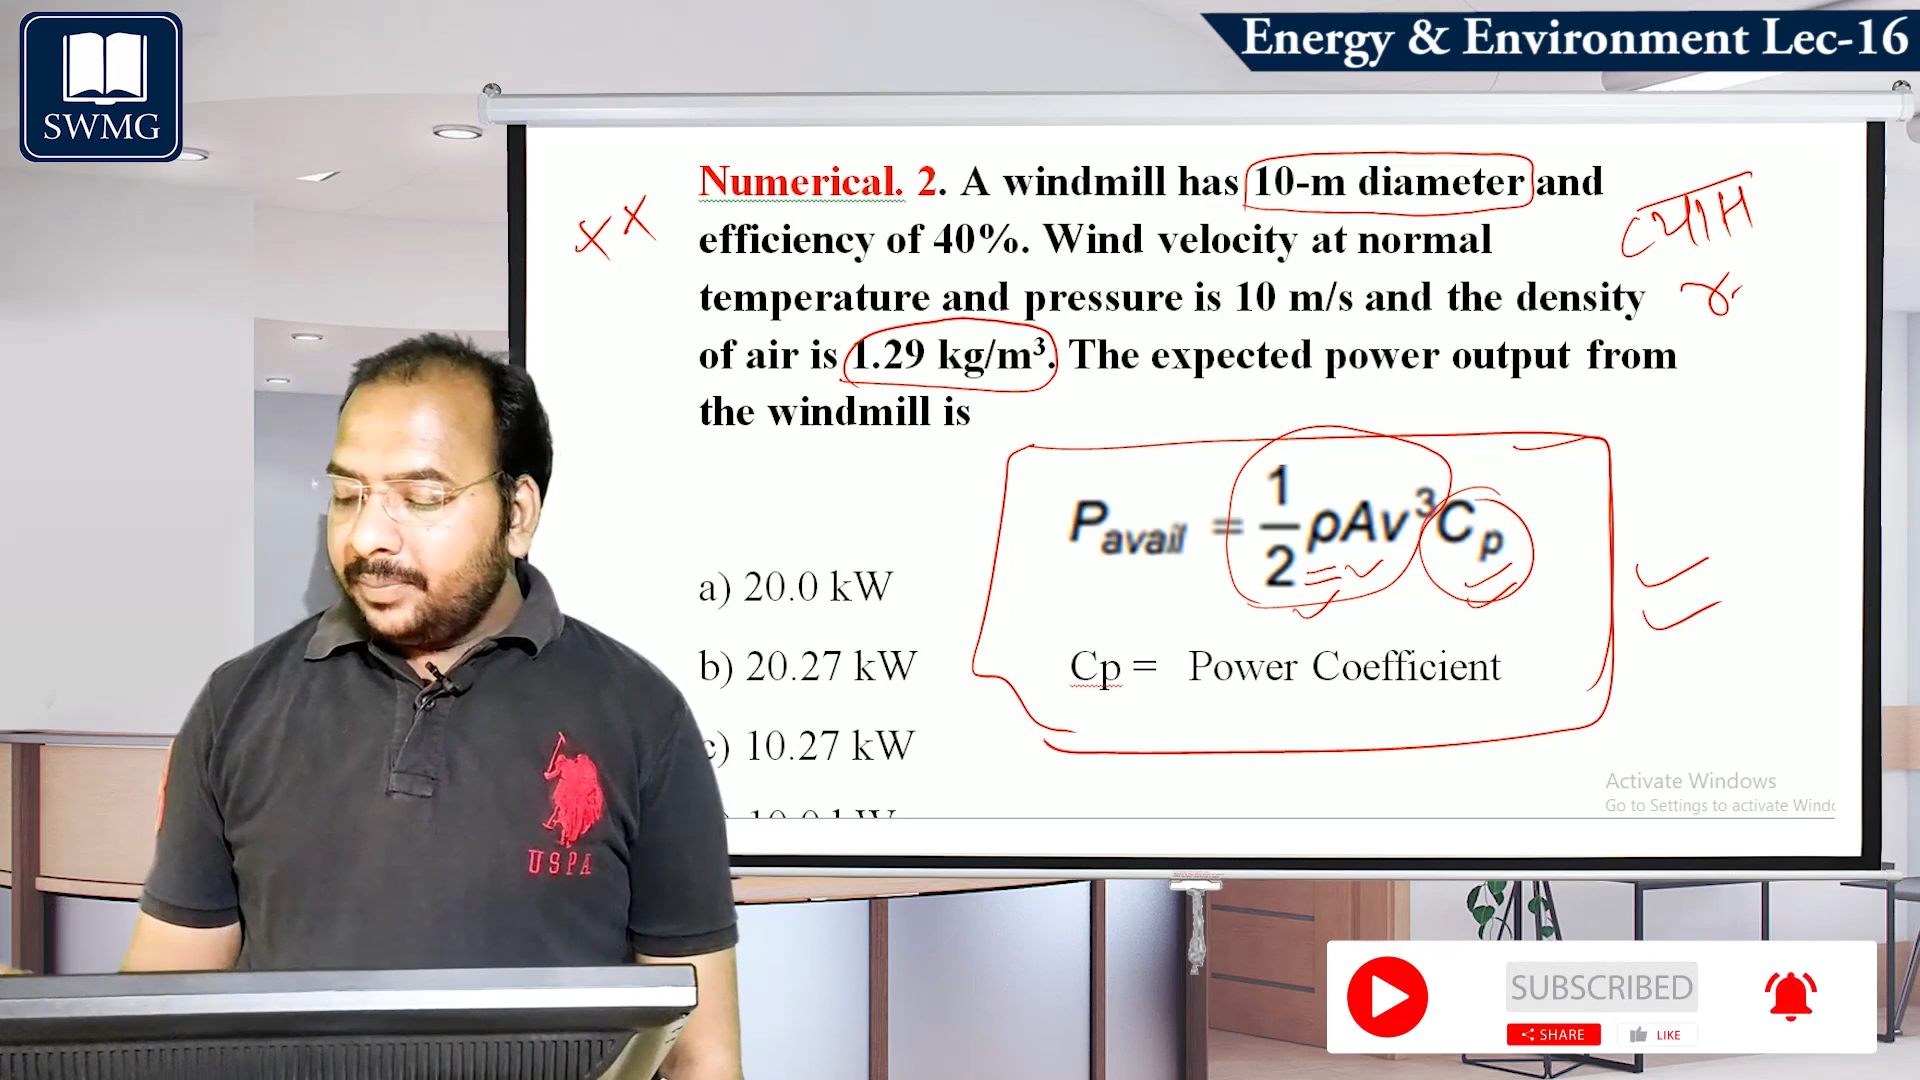 SWMG
Energy & Environment Lec-16
Numerical. 2. A windmill has 10-m diameter and
efficiency of 40%. Wind velocity at normal
temperature and pressure is 10 m/s and the density
of air is 1.29 kg/m³. The expected power output from
the windmill is
x x
व्यास
P_avail = 1/2 ρAv³C_p
Cp = Power Coefficient
a) 20.0 kW
b) 20.27 kW
c) 10.27 kW
Activate Windows
Go to Settings to activate Windo
USPA
SUBSCRIBED
SHARE
LIKE